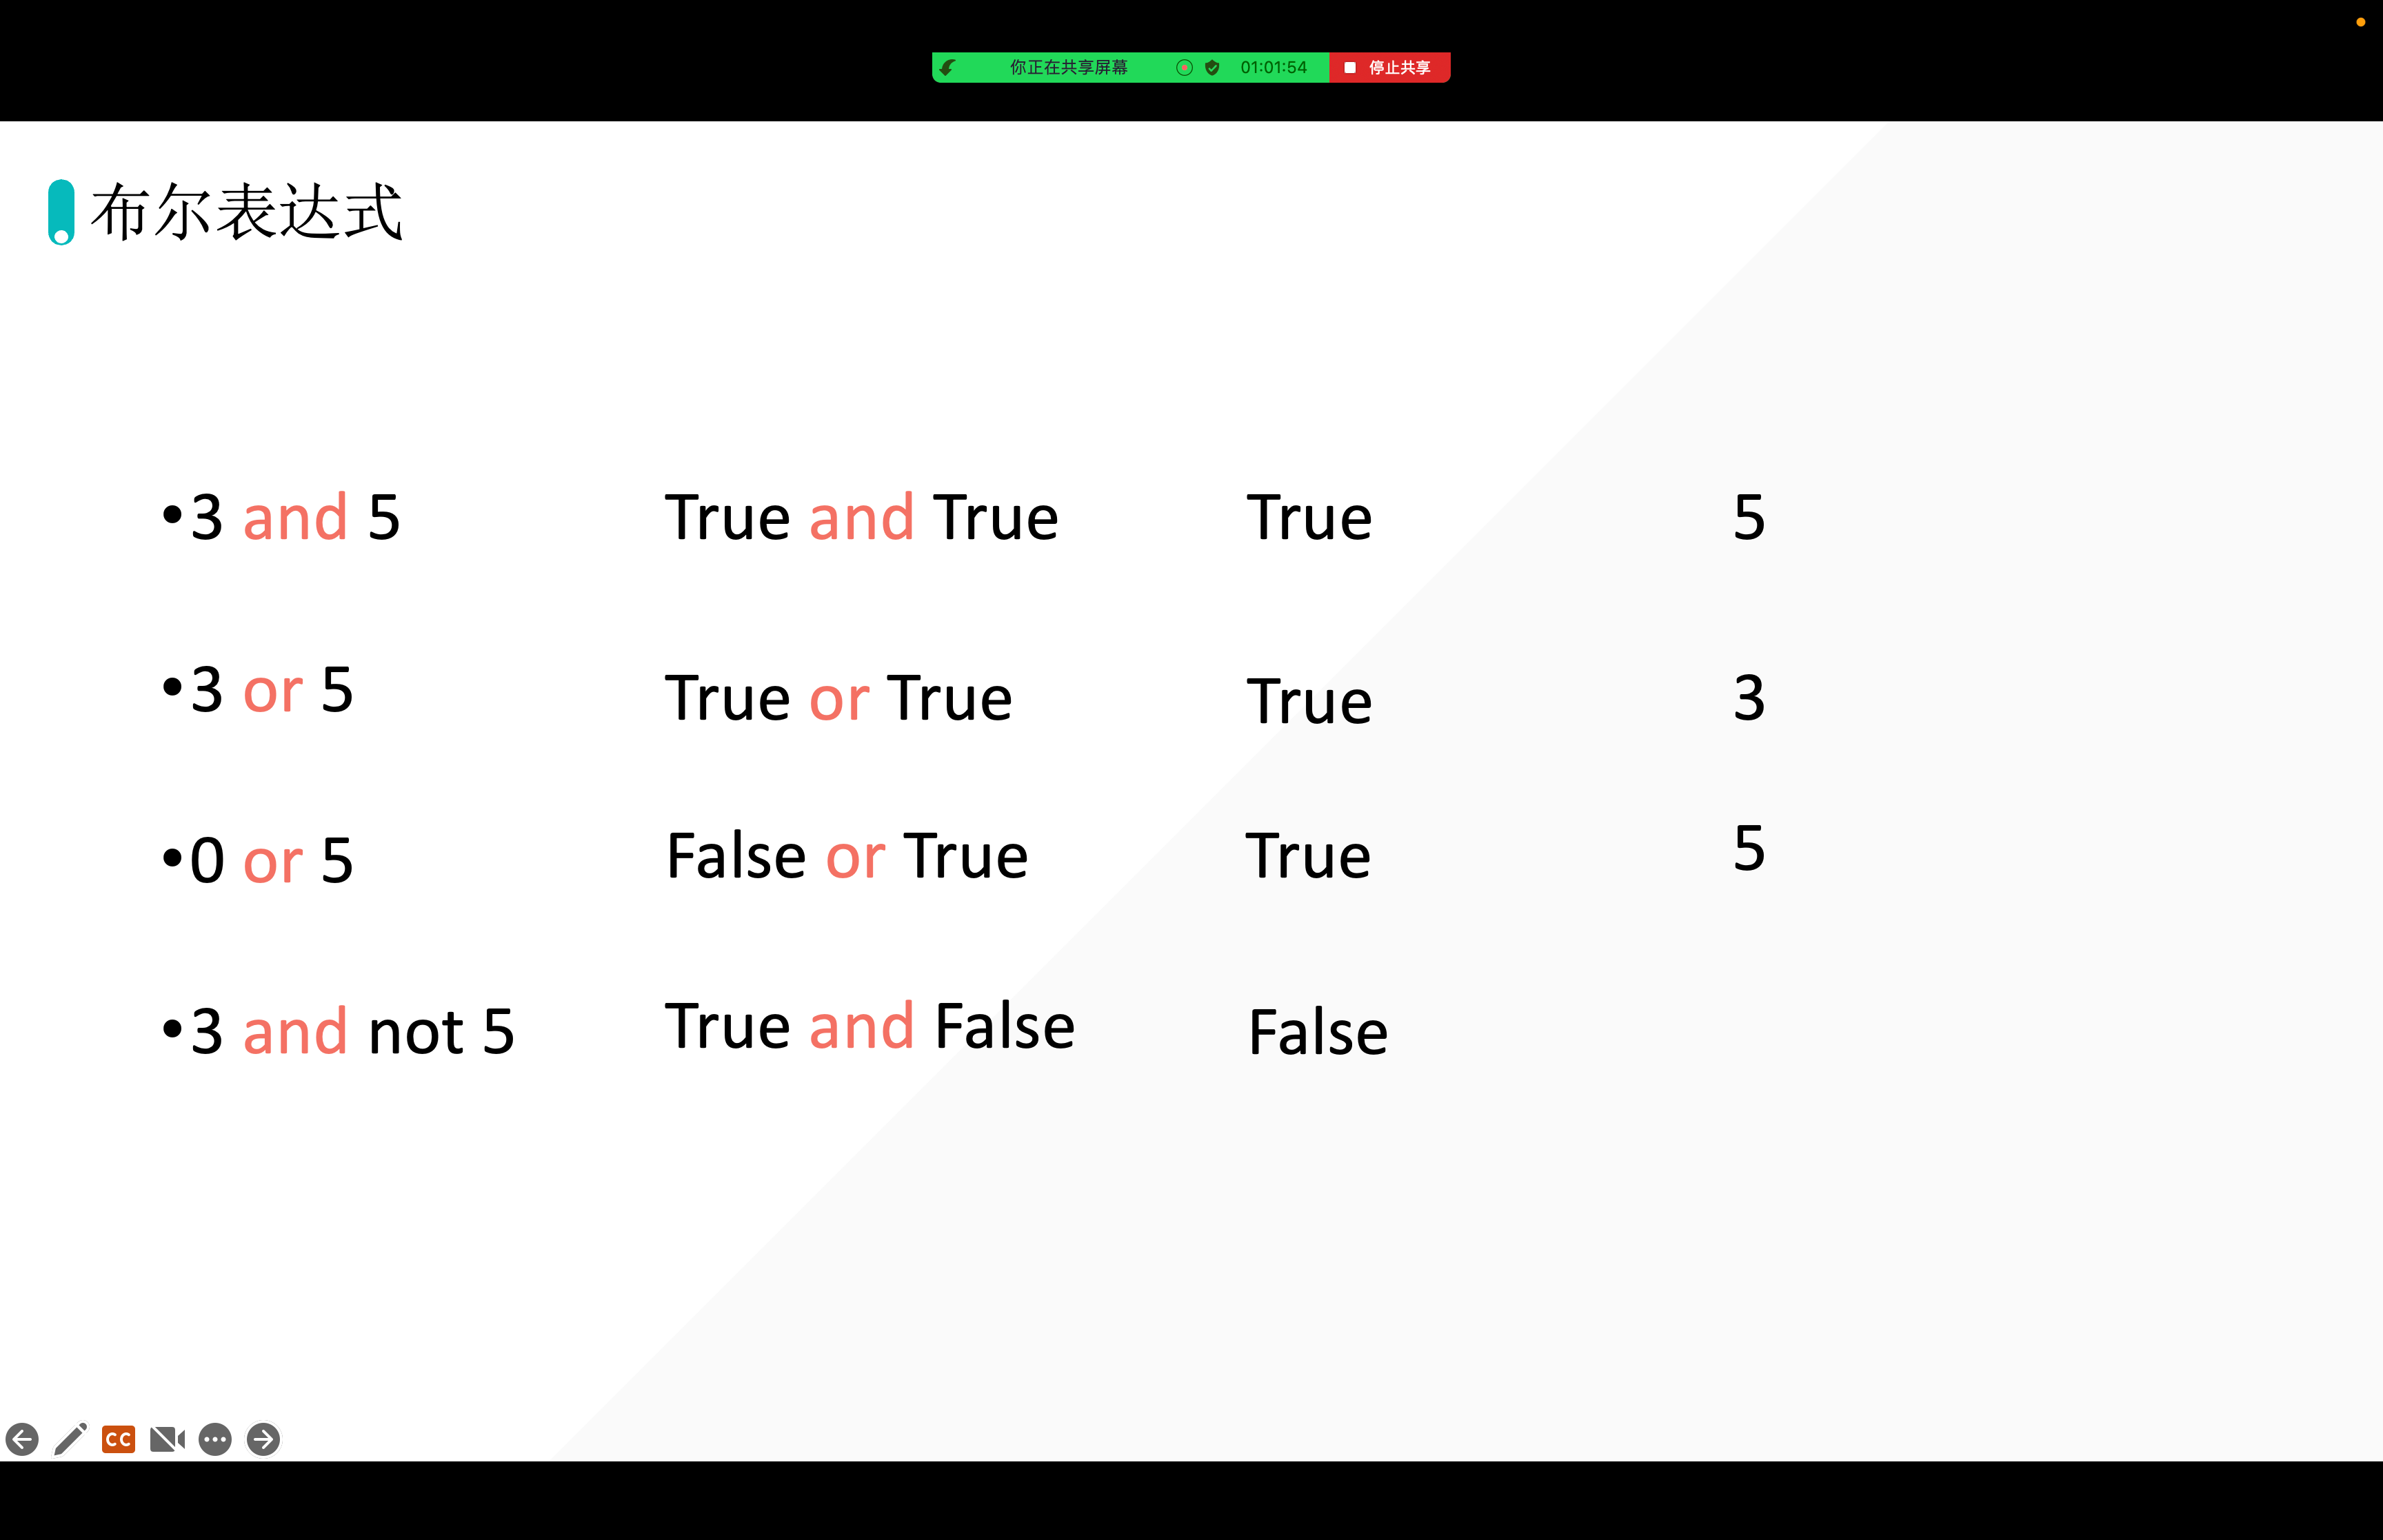 你正在共享屏幕 01:01:54 停止共享
布尔表达式
•3 and 5 True and True True 5
•3 or 5 True or True True 3
•0 or 5 False or True True 5
•3 and not 5 True and False False
CC